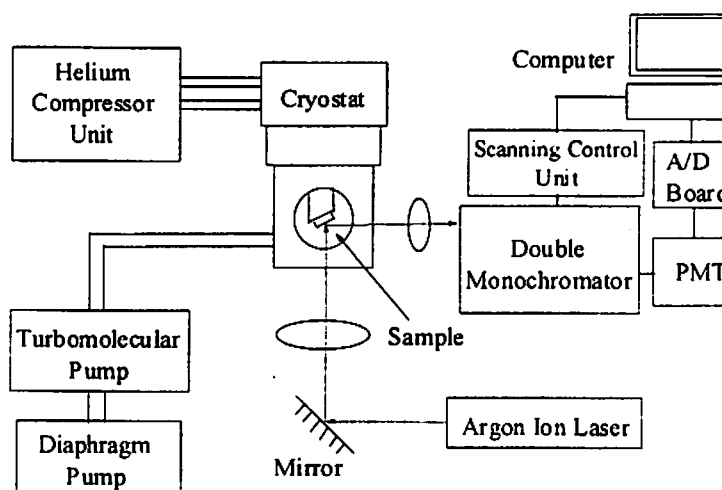 Helium
Compressor
Unit
Cryostat
Computer
Scanning Control
Unit
A/D
Board
Double
Monochromator
PMT
Sample
Turbomolecular
Pump
Diaphragm
Pump
Mirror
Argon Ion Laser